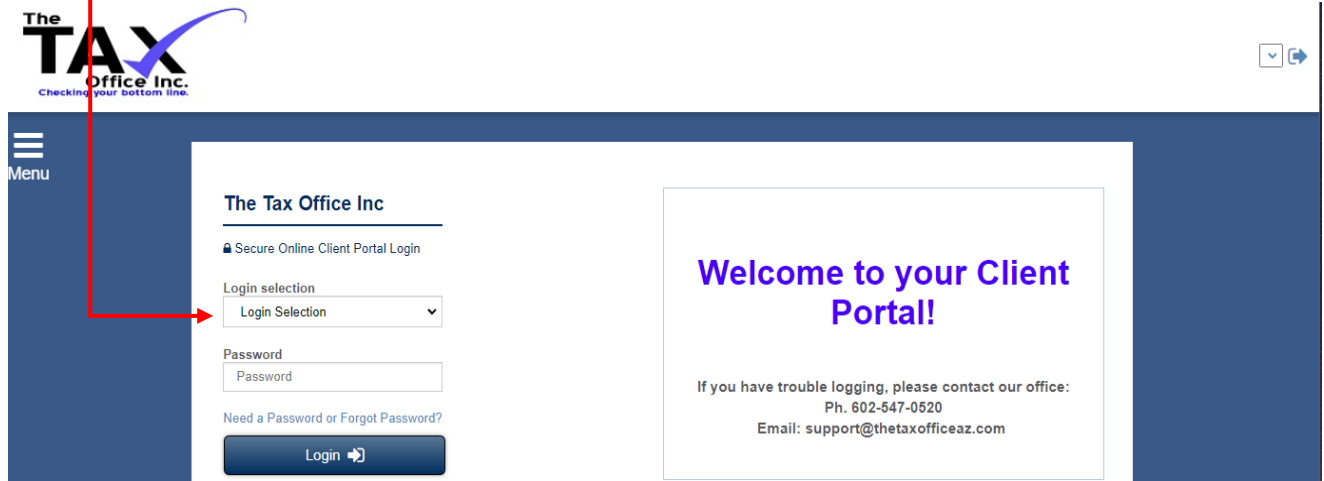 The
TAX
Office Inc.
Checking your bottom line.
Menu
The Tax Office Inc
Secure Online Client Portal Login
Login selection
Login Selection
Password
Password
Need a Password or Forgot Password?
Login
Welcome to your Client
Portal!
If you have trouble logging, please contact our office:
Ph. 602-547-0520
Email: support@thetaxofficeaz.com